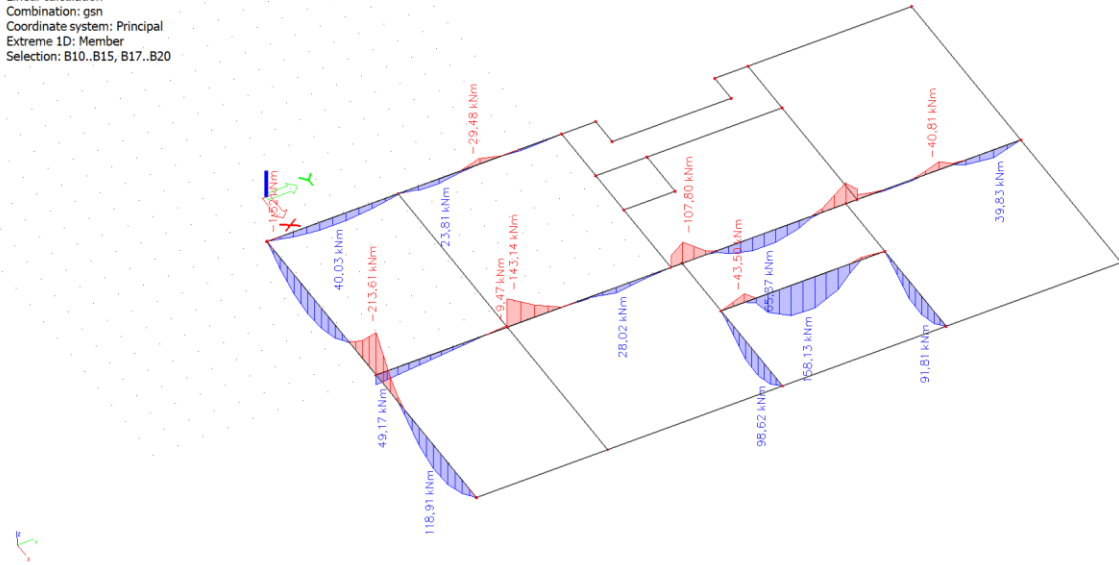 Combination: gsn
Coordinate system: Principal
Extreme 1D: Member
Selection: B10..B15, B17..B20
-29,48 kNm
-40,81 kNm
-1,52 kNm
Y
X
23,81 kNm
-107,80 kNm
39,83 kNm
40,03 kNm
-213,61 kNm
-143,14 kNm
-43,50 kNm
28,02 kNm
158,13 kNm
91,81 kNm
49,17 kNm
98,62 kNm
118,91 kNm